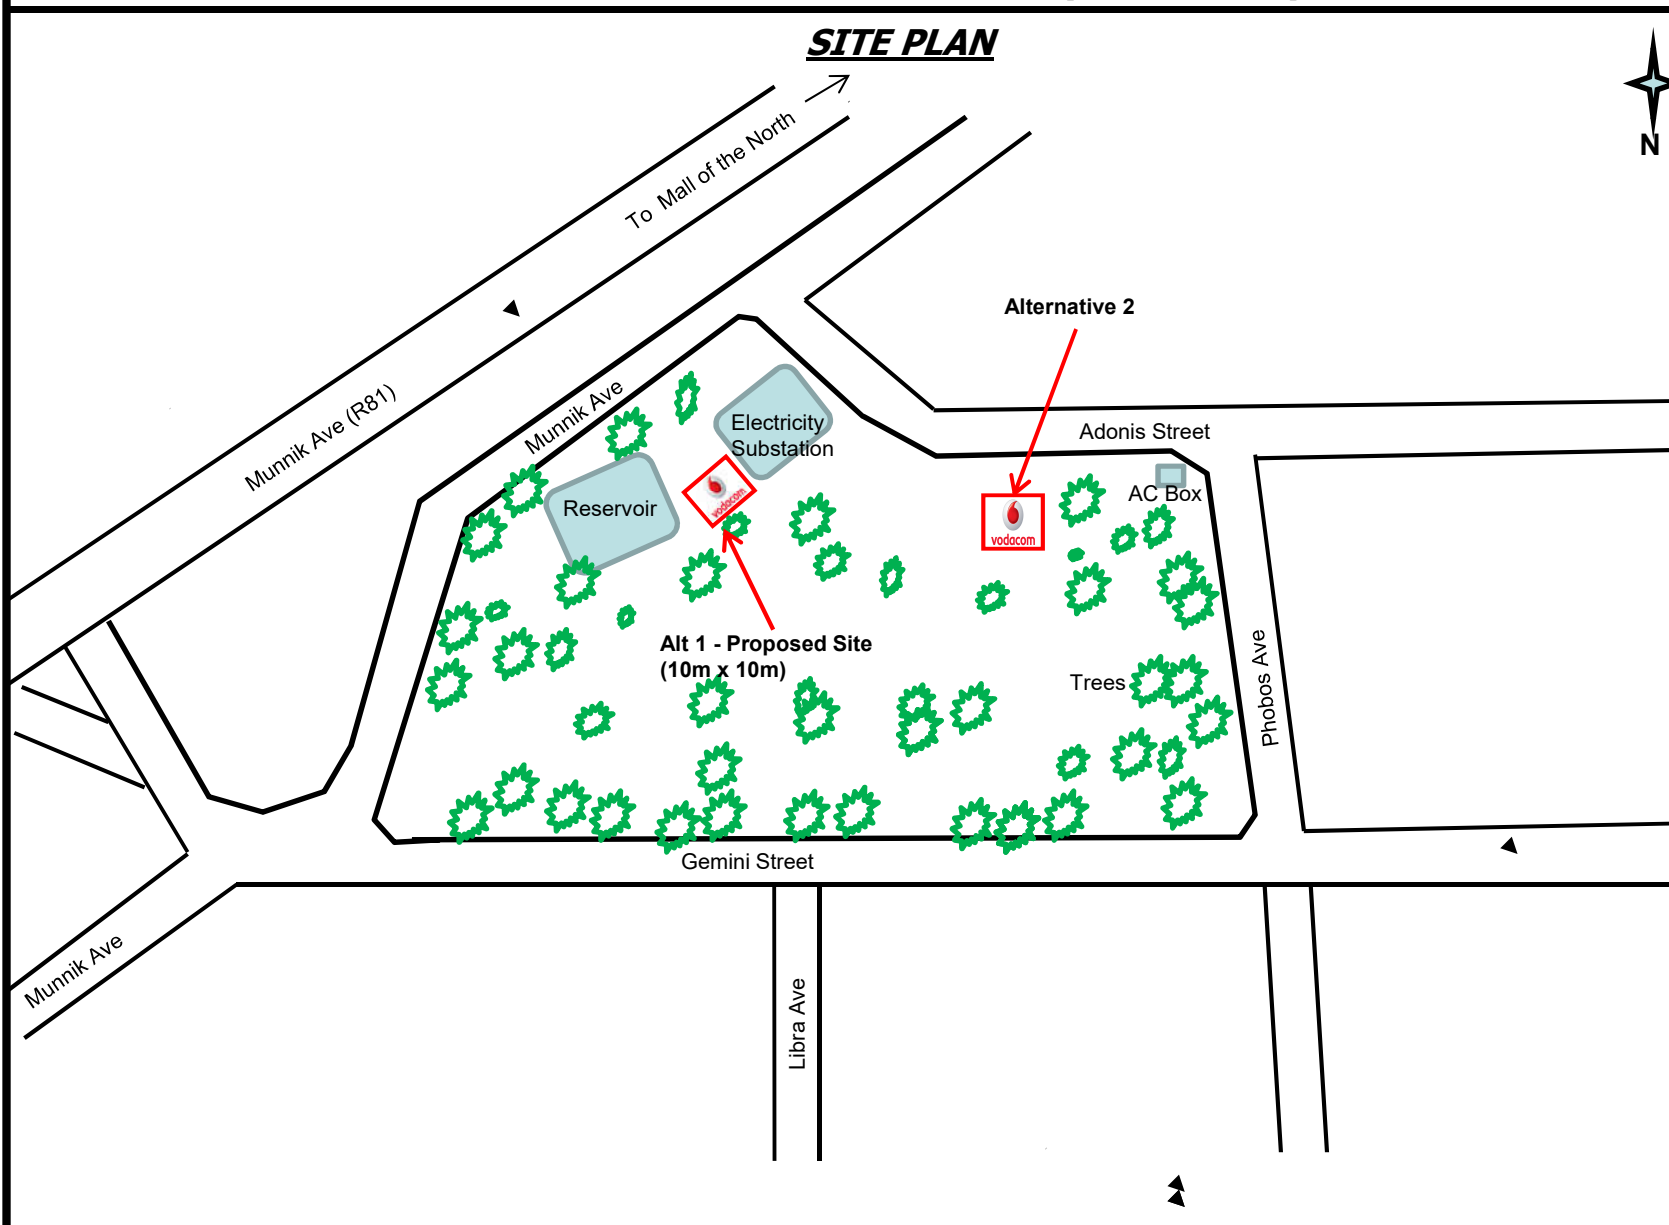 SITE PLAN
N
To Mall of the North
Alternative 2
Munnik Ave (R81)
Munnik Ave
Electricity
Substation
Adonis Street
Reservoir
vodacom
AC Box
vodacom
Alt 1 - Proposed Site
(10m x 10m)
Trees
Phobos Ave
Gemini Street
Munnik Ave
Libra Ave